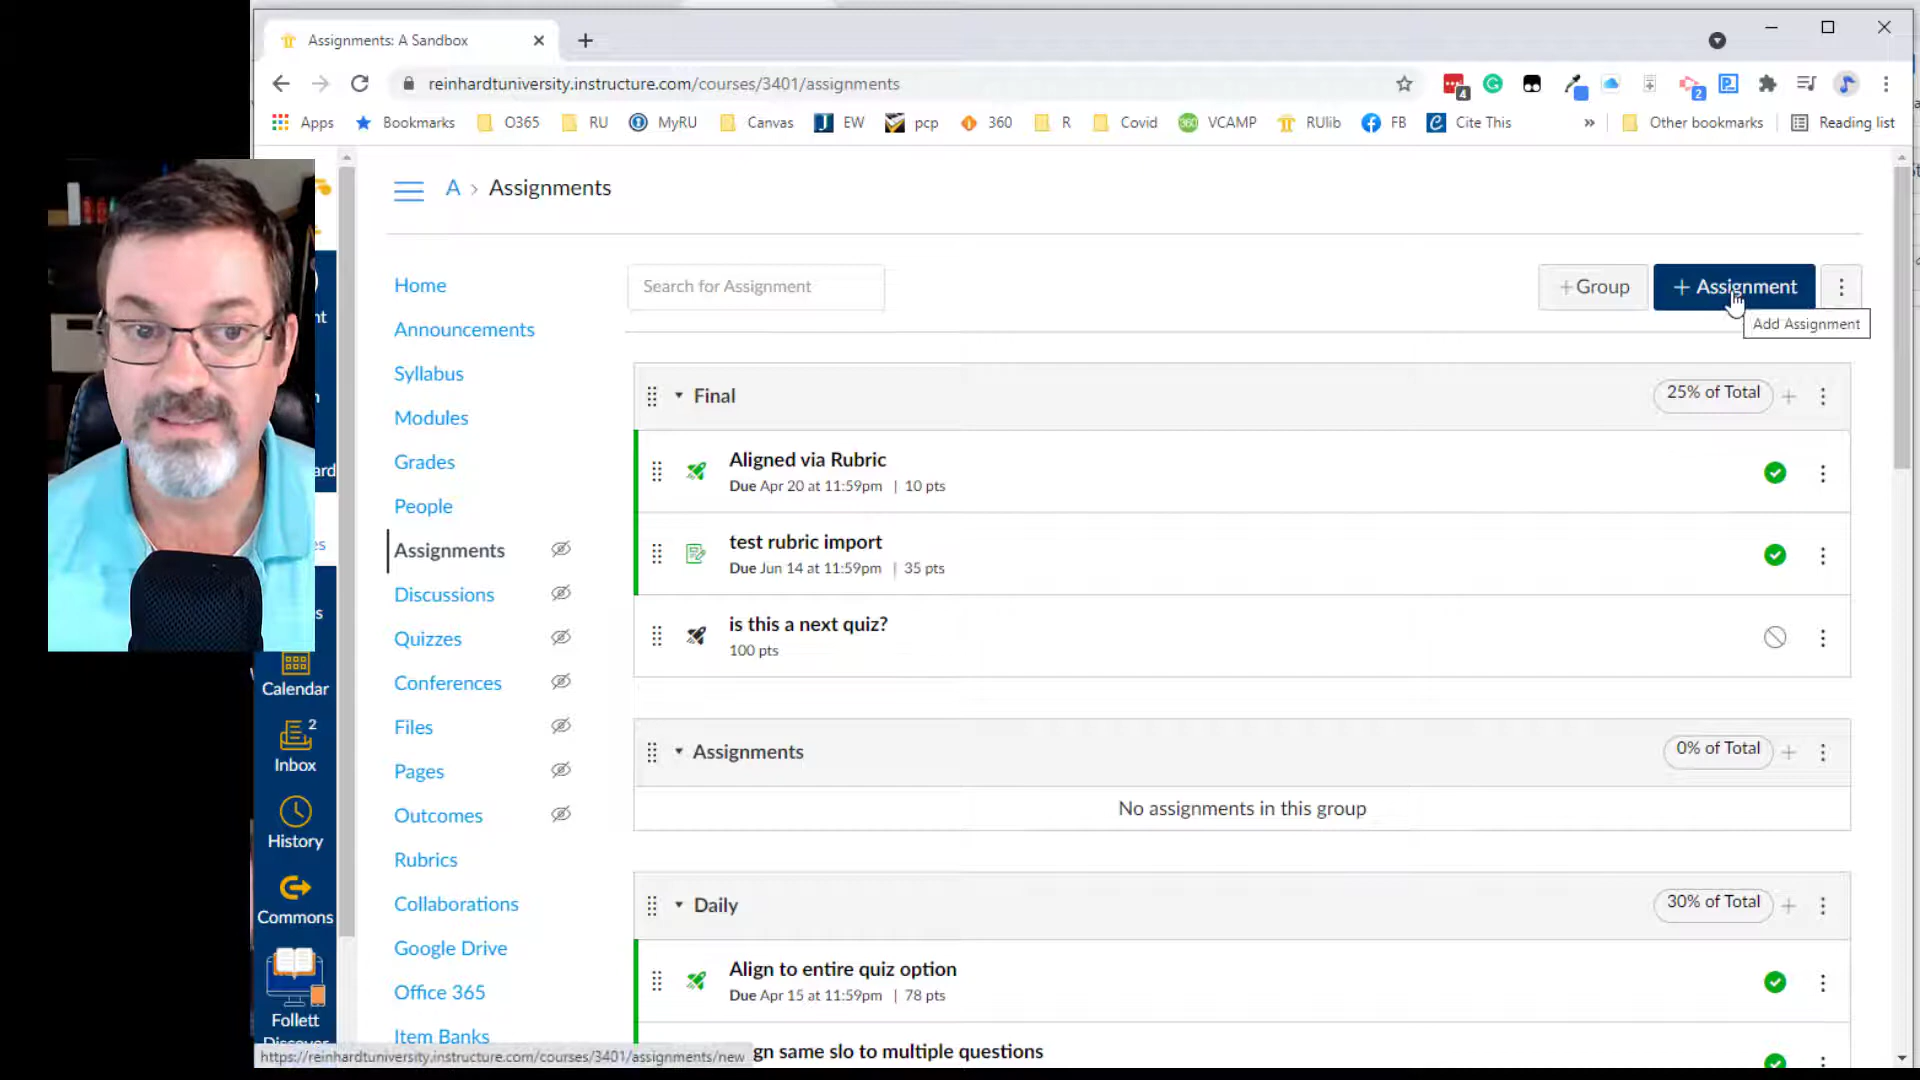 Assignments: A Sandbox
reinhardtuniversity.instructure.com/courses/3401/assignments
4
2
Apps
Bookmarks
O365
RU
MyRU
Canvas
EW
pcp
360
R
Covid
VCAMP
RUlib
FB
Cite This
»
Other bookmarks
Reading list
A > Assignments
Home
Announcements
Syllabus
Modules
Grades
People
Assignments
Discussions
Quizzes
Conferences
Files
Pages
Outcomes
Rubrics
Collaborations
Google Drive
Office 365
Item Banks
Calendar
2
Inbox
History
Commons
Follett
Search for Assignment
+Group
+ Assignment
Add Assignment
Final
25% of Total +
Aligned via Rubric
Due Apr 20 at 11:59pm | 10 pts
test rubric import
Due Jun 14 at 11:59pm | 35 pts
is this a next quiz?
100 pts
Assignments
0% of Total +
No assignments in this group
Daily
30% of Total +
Align to entire quiz option
Due Apr 15 at 11:59pm | 78 pts
gn same slo to multiple questions
https://reinhardtuniversity.instructure.com/courses/3401/assignments/new